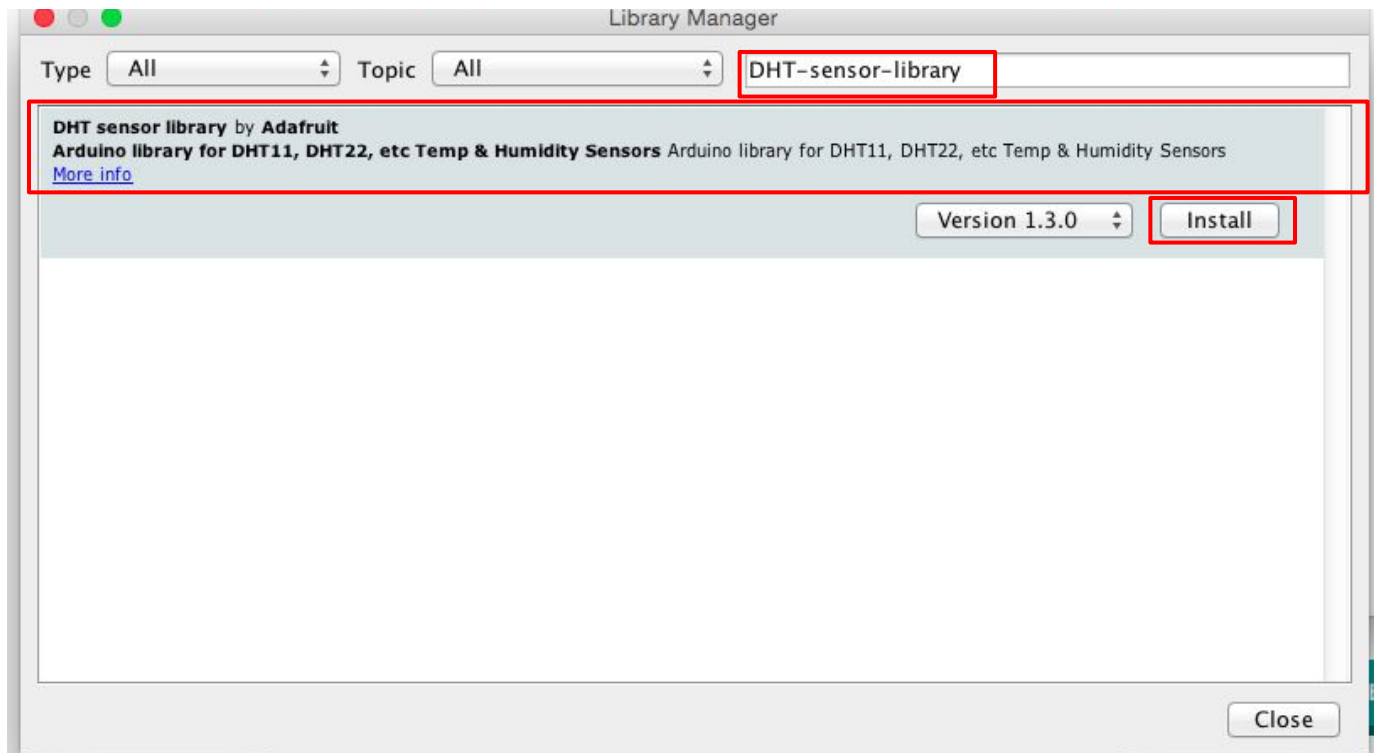 Library Manager
Type All Topic All DHT-sensor-library
DHT sensor library by Adafruit
Arduino library for DHT11, DHT22, etc Temp & Humidity Sensors Arduino library for DHT11, DHT22, etc Temp & Humidity Sensors
More info
Version 1.3.0 Install
Close